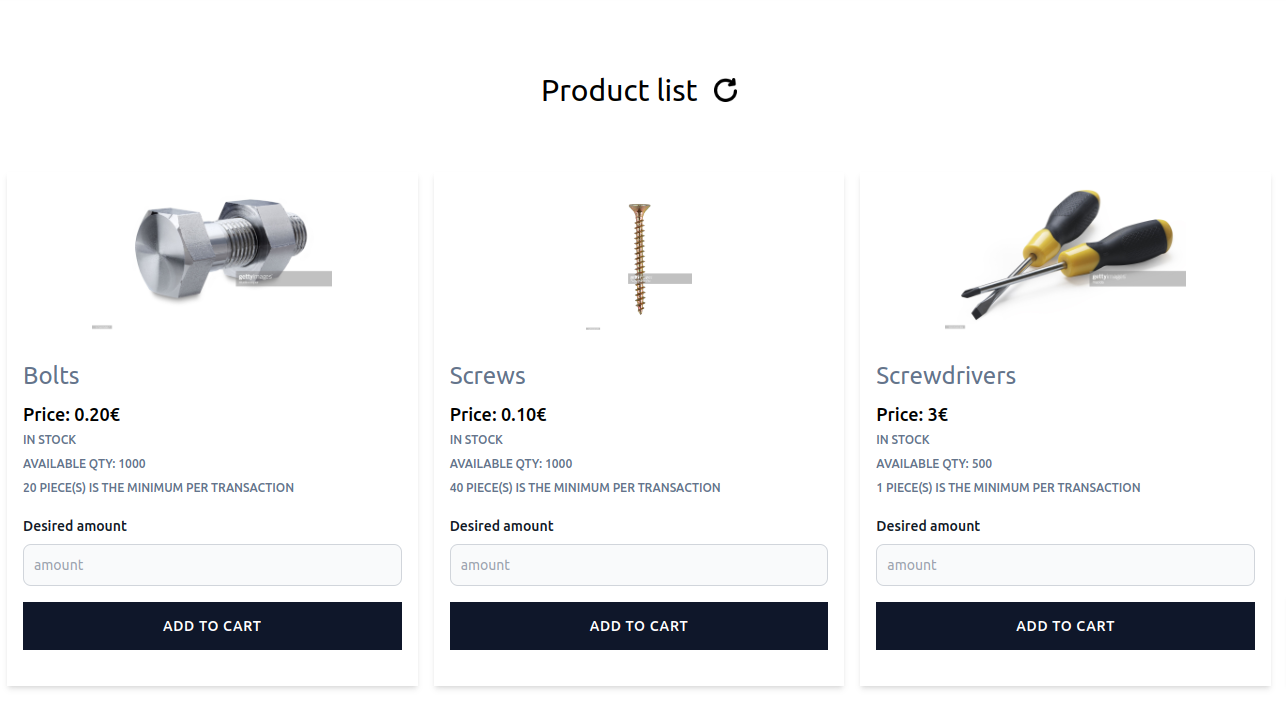 Product list
Bolts
Price: 0.20€
IN STOCK
AVAILABLE QTY: 1000
20 PIECE(S) IS THE MINIMUM PER TRANSACTION
Desired amount
amount
ADD TO CART
Screws
Price: 0.10€
IN STOCK
AVAILABLE QTY: 1000
40 PIECE(S) IS THE MINIMUM PER TRANSACTION
Desired amount
amount
ADD TO CART
Screwdrivers
Price: 3€
IN STOCK
AVAILABLE QTY: 500
1 PIECE(S) IS THE MINIMUM PER TRANSACTION
Desired amount
amount
ADD TO CART
gettyimages
gettyimages